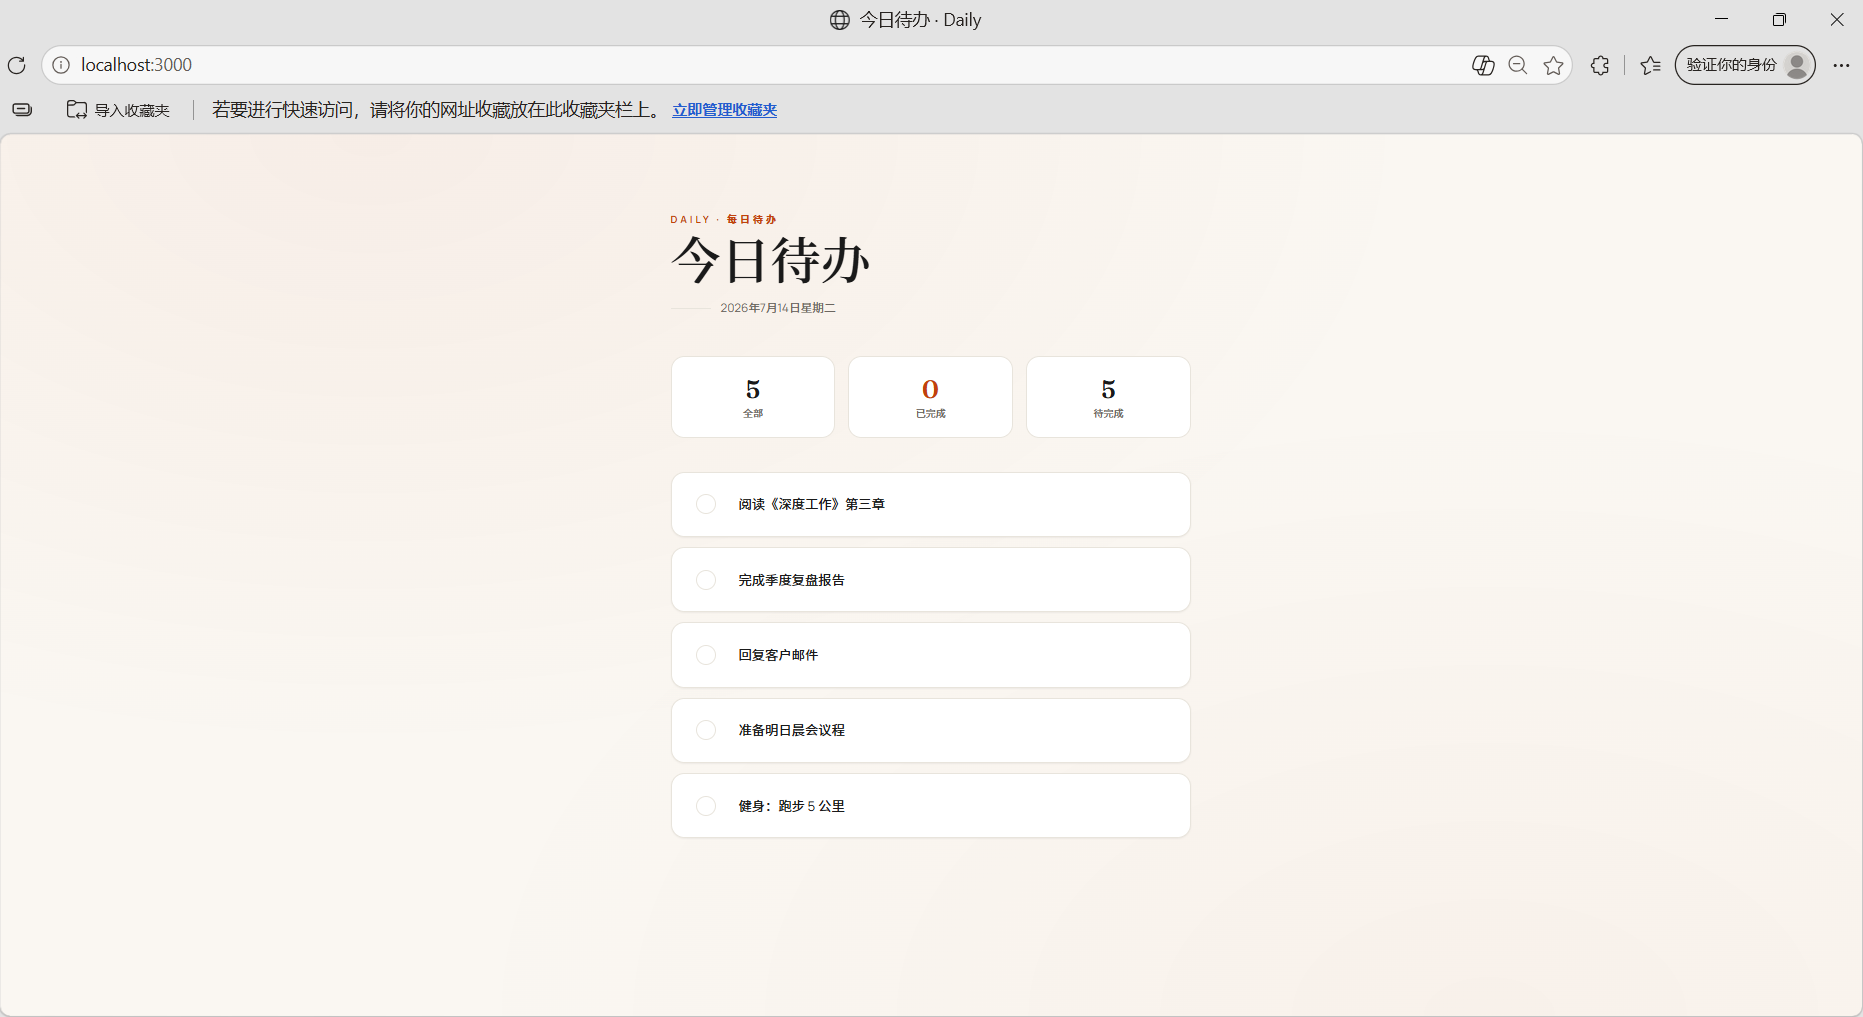 今日待办 · Daily
localhost:3000
验证你的身份
导入收藏夹
若要进行快速访问，请将你的网址收藏放在此收藏夹栏上。 立即管理收藏夹
DAILY · 每日待办
今日待办
2026年7月14日星期二
5
全部
0
已完成
5
待完成
阅读《深度工作》第三章
完成季度复盘报告
回复客户邮件
准备明日晨会议程
健身：跑步 5 公里